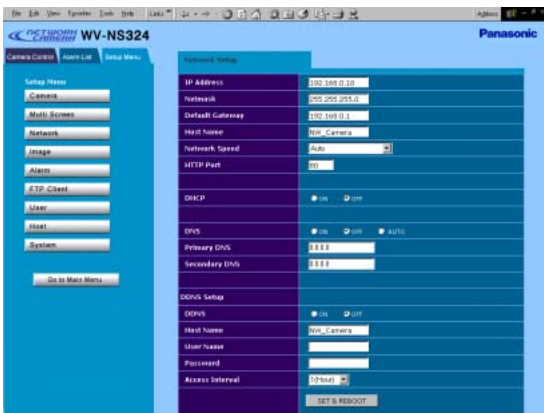 File Edit View Favorites Tools Help Links
Address
NETWORK CAMERA WV-NS324 Panasonic
Camera Control Alarm List Setup Menu
Network Setup
Setup Menu
Camera
Multi Screen
Network
Image
Alarm
FTP Client
User
Host
System
Go to Main Menu
IP Address 192.168.0.10
Netmask 255.255.255.0
Default Gateway 192.168.0.1
Host Name NW_Camera
Network Speed Auto
HTTP Port 80
DHCP ON OFF
DNS ON OFF AUTO
Primary DNS 0.0.0.0
Secondary DNS 0.0.0.0
DDNS Setup
DDNS ON OFF
Host Name NW_Camera
User Name
Password
Access Interval 1(Hour)
SET & REBOOT